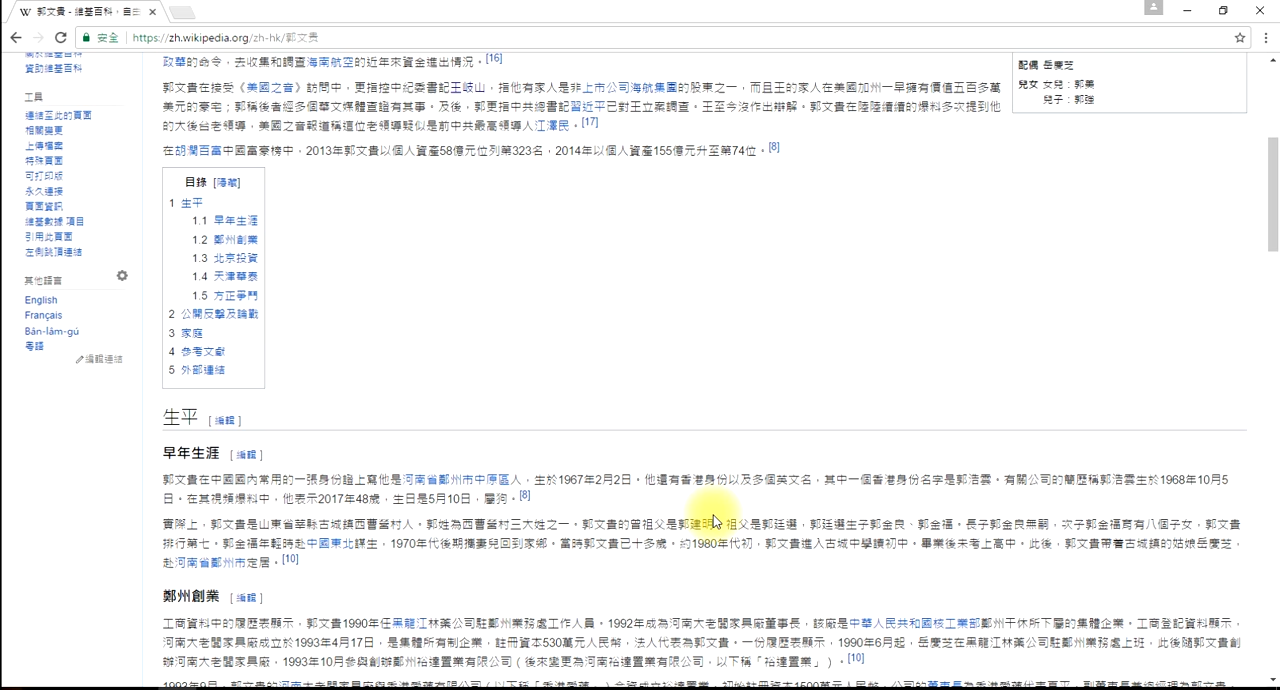 郭文貴 - 維基百科，自由
安全 https://zh.wikipedia.org/zh-hk/郭文貴
關於維基百科
資助維基百科
工具
連結至此的頁面
相關變更
上傳檔案
特殊頁面
可打印版
永久連接
頁面資訊
維基數據 項目
引用此頁面
左側跳頂連結
其他語言
English
Français
Bân-lâm-gú
粵語
編輯連結
政華的命令，去收集和調查海南航空的近年來資金進出情況。[16]
郭文貴在接受《美國之音》訪問中，更指控中紀委書記王岐山，指他有家人是非上市公司海航集團的股東之一，而且王的家人在美國加州一早擁有價值五百多萬
美元的豪宅；郭稱後者經多個華文媒體查證有其事。及後，郭更指中共總書記習近平已對王立案調查。王至今沒作出辯解。郭文貴在陸陸續續的爆料多次提到他
的大後台老領導，美國之音報道稱這位老領導疑似是前中共最高領導人江澤民。[17]
在胡潤百富中國富豪榜中，2013年郭文貴以個人資產58億元位列第323名，2014年以個人資產155億元升至第74位。[8]
配偶 岳慶芝
兒女 女兒：郭美
兒子：郭強
目錄 [隱藏]
1 生平
1.1 早年生涯
1.2 鄭州創業
1.3 北京投資
1.4 天津華泰
1.5 方正爭鬥
2 公開反擊及論戰
3 家庭
4 參考文獻
5 外部連結
生平 [ 編輯 ]
早年生涯 [ 編輯 ]
郭文貴在中國國內常用的一張身份證上寫他是河南省鄭州市中原區人，生於1967年2月2日。他還有香港身份以及多個英文名，其中一個香港身份名字是郭浩雲。有關公司的簡歷稱郭浩雲生於1968年10月5
日。在其視頻爆料中，他表示2017年48歲，生日是5月10日，屬狗。[8]
實際上，郭文貴是山東省莘縣古城鎮西曹營村人。郭姓為西曹營村三大姓之一。郭文貴的曾祖父是郭建明，祖父是郭廷選，郭廷選生子郭金良、郭金福。長子郭金良無嗣，次子郭金福育有八個子女，郭文貴
排行第七。郭金福年輕時赴中國東北謀生，1970年代後期攜妻兒回到家鄉。當時郭文貴已十多歲。約1980年代初，郭文貴進入古城中學讀初中。畢業後未考上高中。此後，郭文貴帶着古城鎮的姑娘岳慶芝，
赴河南省鄭州市定居。[10]
鄭州創業 [ 編輯 ]
工商資料中的履歷表顯示，郭文貴1990年任黑龍江林藥公司駐鄭州業務處工作人員。1992年成為河南大老闆家具廠董事長，該廠是中華人民共和國核工業部鄭州干休所下屬的集體企業。工商登記資料顯示，
河南大老闆家具廠成立於1993年4月17日，是集體所有制企業，註冊資本530萬元人民幣，法人代表為郭文貴。一份履歷表顯示，1990年6月起，岳慶芝在黑龍江林藥公司駐鄭州業務處上班，此後隨郭文貴創
辦河南大老闆家具廠，1993年10月參與創辦鄭州裕達置業有限公司（後來變更為河南裕達置業有限公司，以下稱「裕達置業」）。[10]